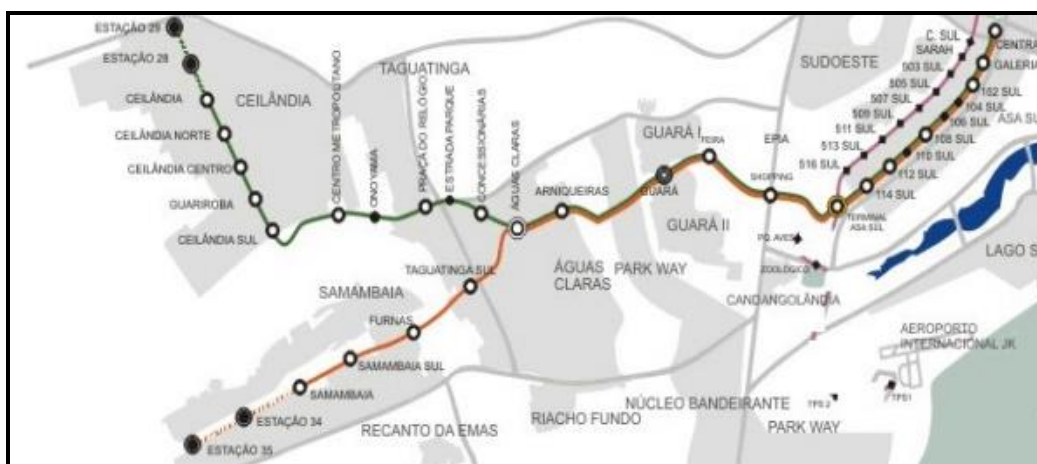 ESTAÇÃO 29
ESTAÇÃO 28
CEILÂNDIA
CEILÂNDIA NORTE
CEILÂNDIA CENTRO
GUARIROBA
CEILÂNDIA SUL
CEILÂNDIA
CENTRO METROPOLITANO
ONOYAMA
TAGUATINGA
PRAÇA DO RELÓGIO
ESTRADA PARQUE
CONCESSIONÁRIAS
ÁGUAS CLARAS
ARNIQUEIRAS
GUARÁ I
GUARÁ
FEIRA
GUARÁ II
EPIA
SHOPPING
SUDOESTE
C. SUL
SARAH
503 SUL
505 SUL
507 SUL
509 SUL
511 SUL
513 SUL
516 SUL
CENTRA
GALERIA
102 SUL
104 SUL
106 SUL
108 SUL
110 SUL
112 SUL
114 SUL
ASA SU
TERMINAL
ASA SUL
PQ. AVES
ZOOLÓGICO
CANDANGOLÂNDIA
LAGO S
AEROPORTO
INTERNACIONAL JK
TPS1
TPS 2
NÚCLEO BANDEIRANTE
PARK WAY
ÁGUAS
CLARAS
PARK WAY
TAGUATINGA SUL
SAMAMBAIA
FURNAS
SAMAMBAIA SUL
SAMAMBAIA
ESTAÇÃO 34
ESTAÇÃO 35
RECANTO DA EMAS
RIACHO FUNDO